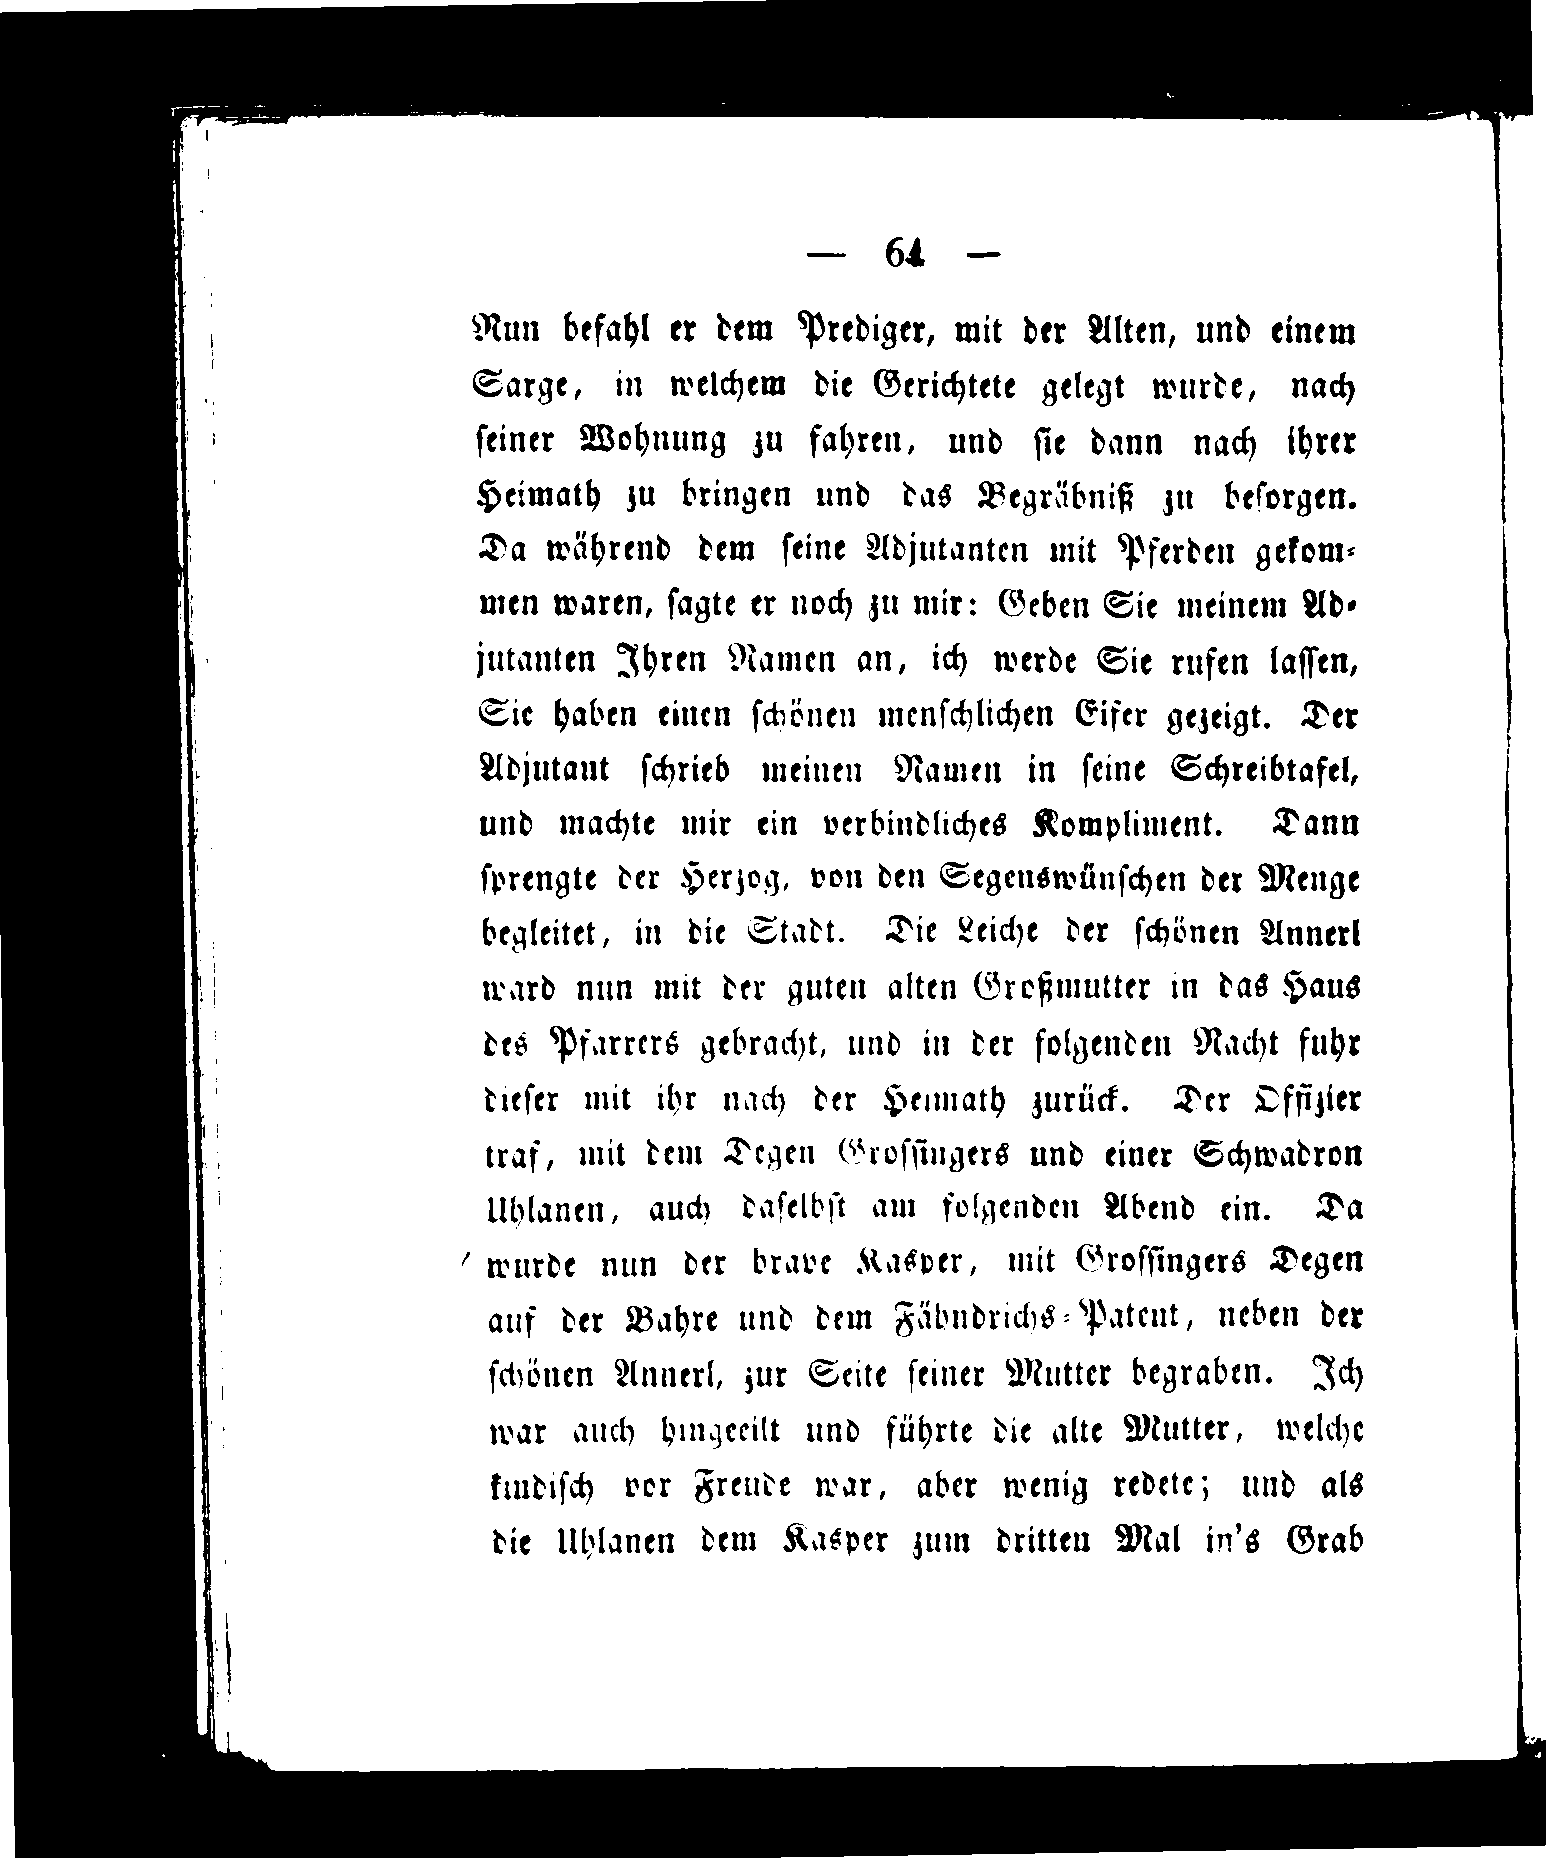 — 64 —
Nun befahl er dem Prediger, mit der Alten, und einem
Sarge, in welchem die Gerichtete gelegt wurde, nach
ſeiner Wohnung zu fahren, und ſie dann nach ihrer
Heimath zu bringen und das Begräbniß zu beſorgen.
Da während dem ſeine Adjutanten mit Pferden gekom⸗
men waren, ſagte er noch zu mir: Geben Sie meinem Ad⸗
jutanten Ihren Namen an, ich werde Sie rufen laſſen,
Sie haben einen ſchönen menſchlichen Eifer gezeigt. Der
Adjutant ſchrieb meinen Namen in ſeine Schreibtafel,
und machte mir ein verbindliches Kompliment. Dann
ſprengte der Herzog, von den Segenswünſchen der Menge
begleitet, in die Stadt. Die Leiche der ſchönen Annerl
ward nun mit der guten alten Großmutter in das Haus
des Pfarrers gebracht, und in der folgenden Nacht fuhr
dieſer mit ihr nach der Heimath zurück. Der Offizier
traf, mit dem Degen Groſſingers und einer Schwadron
Uhlanen, auch daſelbſt am folgenden Abend ein. Da
wurde nun der brave Kasper, mit Groſſingers Degen
auf der Bahre und dem Fähndrichs⸗Patent, neben der
ſchönen Annerl, zur Seite ſeiner Mutter begraben. Ich
war auch hingeeilt und führte die alte Mutter, welche
kindiſch vor Freude war, aber wenig redete; und als
die Uhlanen dem Kasper zum dritten Mal in's Grab